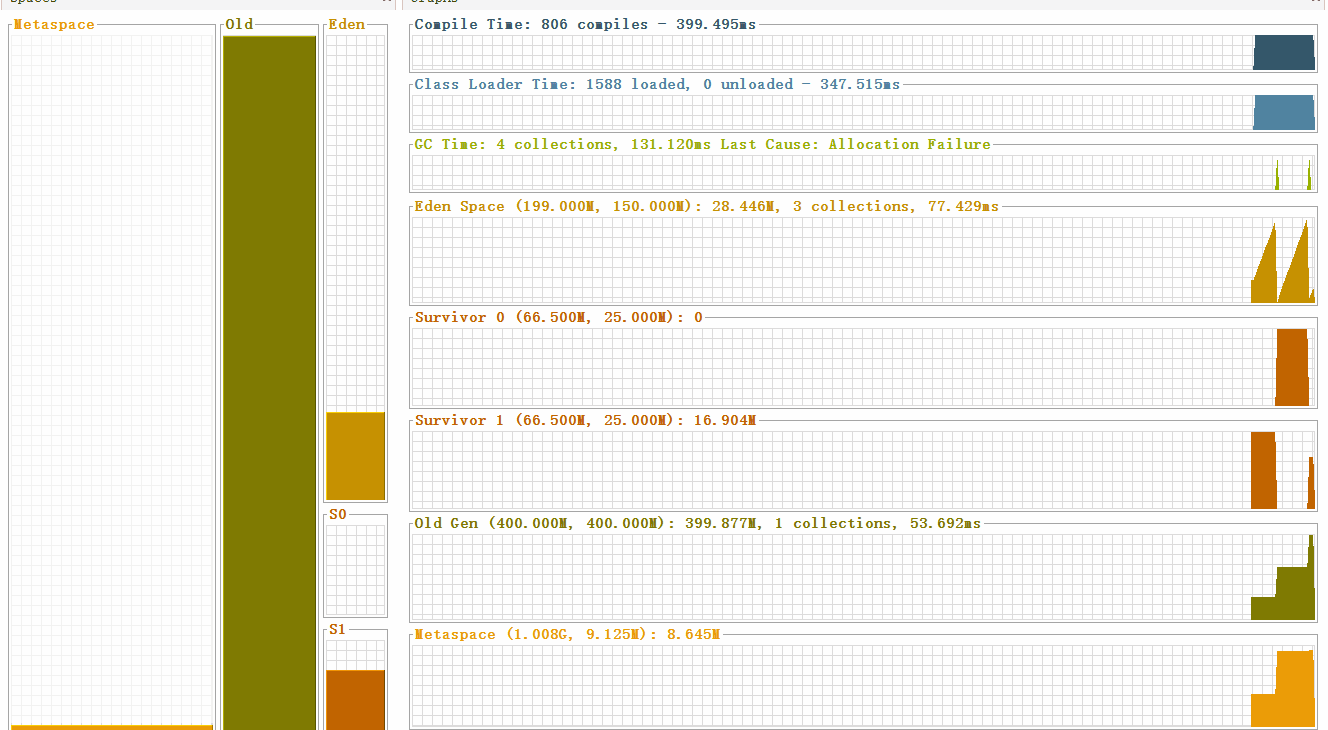 Spaces
Graphs
Metaspace
Old
Eden
S0
S1
Compile Time: 806 compiles - 399.495ms
Class Loader Time: 1588 loaded, 0 unloaded - 347.515ms
GC Time: 4 collections, 131.120ms Last Cause: Allocation Failure
Eden Space (199.000M, 150.000M): 28.446M, 3 collections, 77.429ms
Survivor 0 (66.500M, 25.000M): 0
Survivor 1 (66.500M, 25.000M): 16.904M
Old Gen (400.000M, 400.000M): 399.877M, 1 collections, 53.692ms
Metaspace (1.008G, 9.125M): 8.645M